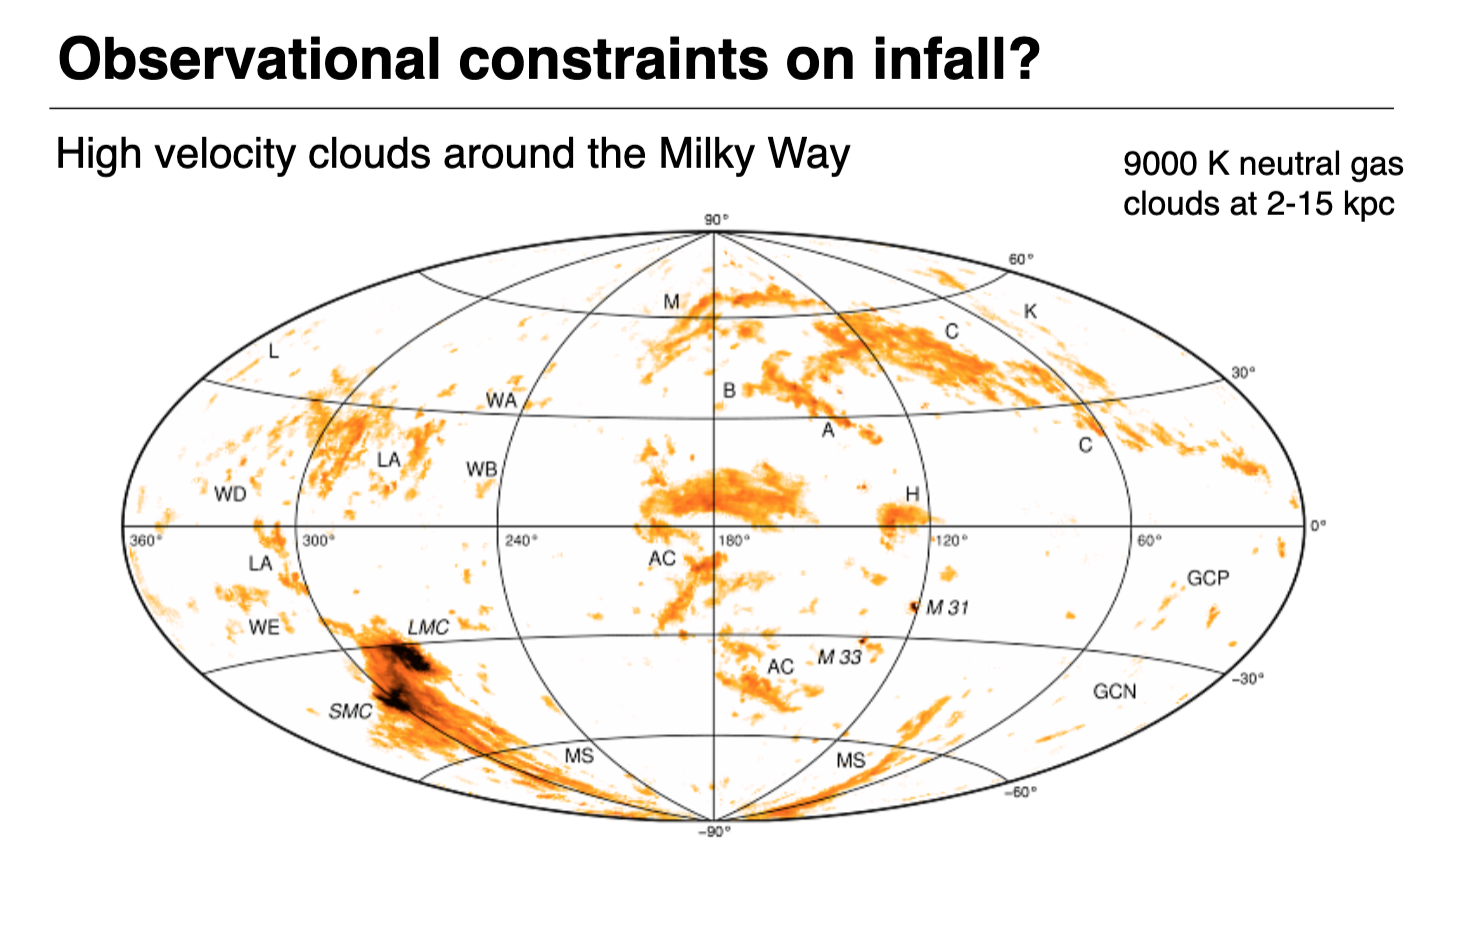 Observational constraints on infall?
High velocity clouds around the Milky Way
9000 K neutral gas
clouds at 2-15 kpc
90°
60°
M
K
C
L
30°
B
WA
A
C
LA
WB
WD
H
0°
360°
300°
240°
180°
120°
60°
AC
LA
GCP
M 31
WE
LMC
M 33
AC
-30°
GCN
SMC
MS
MS
-60°
-90°